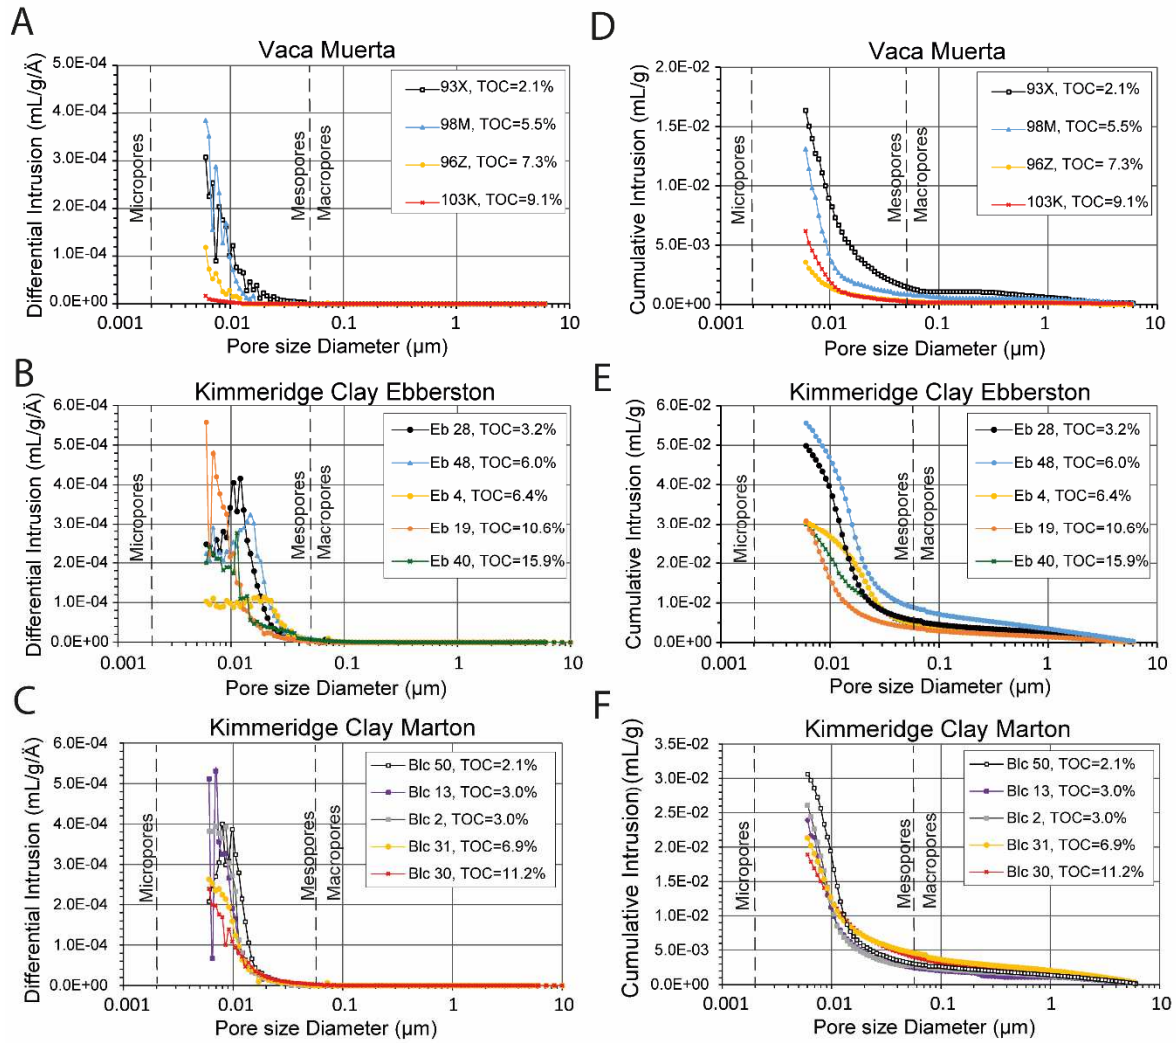 A
Vaca Muerta
Differential Intrusion (mL/g/Ä)
5.0E-04
4.0E-04
3.0E-04
2.0E-04
1.0E-04
0.0E+00
Micropores
Mesopores
Macropores
93X, TOC=2.1%
98M, TOC=5.5%
96Z, TOC= 7.3%
103K, TOC=9.1%
0.001 0.01 0.1 1 10
Pore size Diameter (µm)
D
Vaca Muerta
Cumulative Intrusion (mL/g)
2.0E-02
1.5E-02
1.0E-02
5.0E-03
0.0E+00
Micropores
Mesopores
Macropores
93X, TOC=2.1%
98M, TOC=5.5%
96Z, TOC= 7.3%
103K, TOC=9.1%
0.001 0.01 0.1 1 10
Pore size Diameter (µm)
B
Kimmeridge Clay Ebberston
Differential Intrusion (mL/g/Ä)
6.0E-04
5.0E-04
4.0E-04
3.0E-04
2.0E-04
1.0E-04
0.0E+00
Micropores
Mesopores
Macropores
Eb 28, TOC=3.2%
Eb 48, TOC=6.0%
Eb 4, TOC=6.4%
Eb 19, TOC=10.6%
Eb 40, TOC=15.9%
0.001 0.01 0.1 1 10
Pore size Diameter (µm)
E
Kimmeridge Clay Ebberston
Cumulative Intrusion (mL/g)
6.0E-02
5.0E-02
4.0E-02
3.0E-02
2.0E-02
1.0E-02
0.0E+00
Micropores
Mesopores
Macropores
Eb 28, TOC=3.2%
Eb 48, TOC=6.0%
Eb 4, TOC=6.4%
Eb 19, TOC=10.6%
Eb 40, TOC=15.9%
0.001 0.01 0.1 1 10
Pore size Diameter (µm)
C
Kimmeridge Clay Marton
Differential Intrusion (mL/g/Ä)
6.0E-04
5.0E-04
4.0E-04
3.0E-04
2.0E-04
1.0E-04
0.0E+00
Micropores
Mesopores
Macropores
Blc 50, TOC=2.1%
Blc 13, TOC=3.0%
Blc 2, TOC=3.0%
Blc 31, TOC=6.9%
Blc 30, TOC=11.2%
0.001 0.01 0.1 1 10
Pore size Diameter (µm)
F
Kimmeridge Clay Marton
Cumulative Intrusion) (mL/g)
3.5E-02
3.0E-02
2.5E-02
2.0E-02
1.5E-02
1.0E-02
5.0E-03
0.0E+00
Micropores
Mesopores
Macropores
Blc 50, TOC=2.1%
Blc 13, TOC=3.0%
Blc 2, TOC=3.0%
Blc 31, TOC=6.9%
Blc 30, TOC=11.2%
0.001 0.01 0.1 1 10
Pore size Diameter (µm)